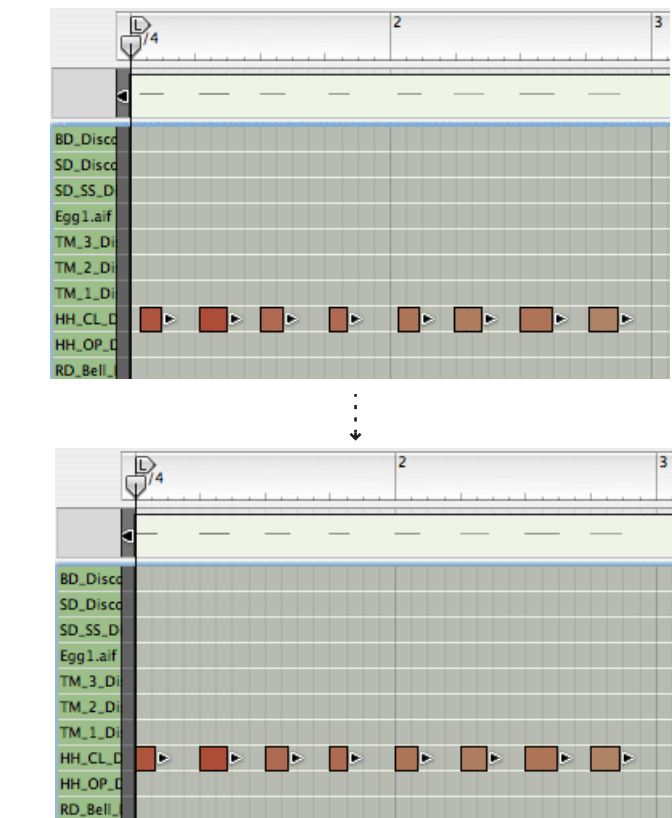 L
2
3
/4
BD_Disco
SD_Disco
SD_SS_D
Egg1.aif
TM_3_Di
TM_2_Di
TM_1_Di
HH_CL_D
HH_OP_D
RD_Bell_
L
2
3
/4
BD_Disco
SD_Disco
SD_SS_D
Egg1.aif
TM_3_Di
TM_2_Di
TM_1_Di
HH_CL_D
HH_OP_D
RD_Bell_